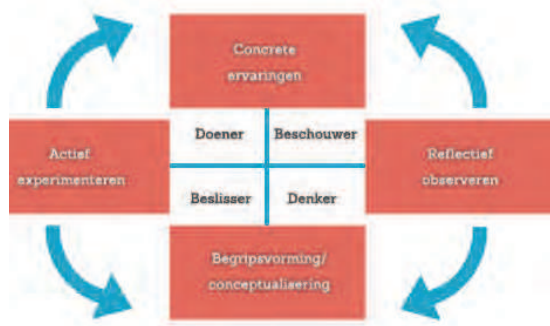 Concrete
ervaringen
Doener
Beschouwer
Actief
experimenteren
Reflectief
observeren
Beslisser
Denker
Begripsvorming/
conceptualisering